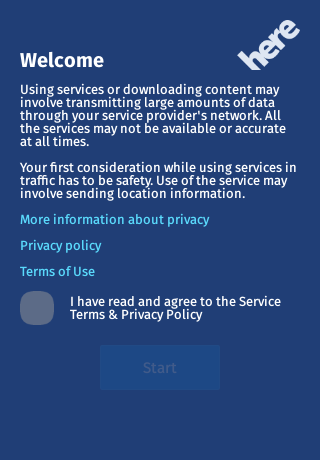 here
Welcome
Using services or downloading content may
involve transmitting large amounts of data
through your service provider's network. All
the services may not be available or accurate
at all times.
Your first consideration while using services in
traffic has to be safety. Use of the service may
involve sending location information.
More information about privacy
Privacy policy
Terms of Use
I have read and agree to the Service
Terms & Privacy Policy
Start